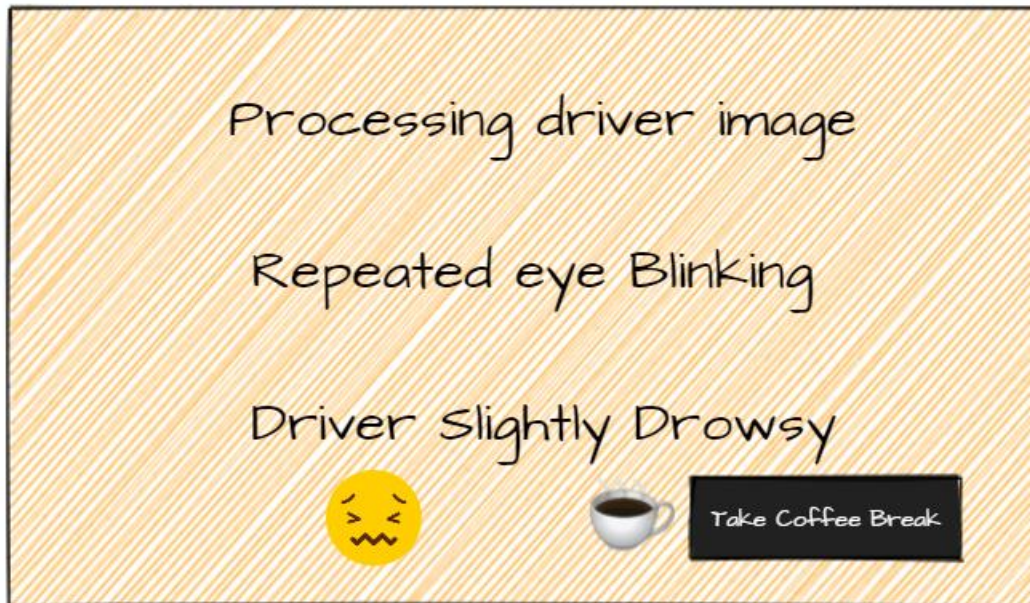 Processing driver image
Repeated eye Blinking
Driver Slightly Drowsy
Take Coffee Break